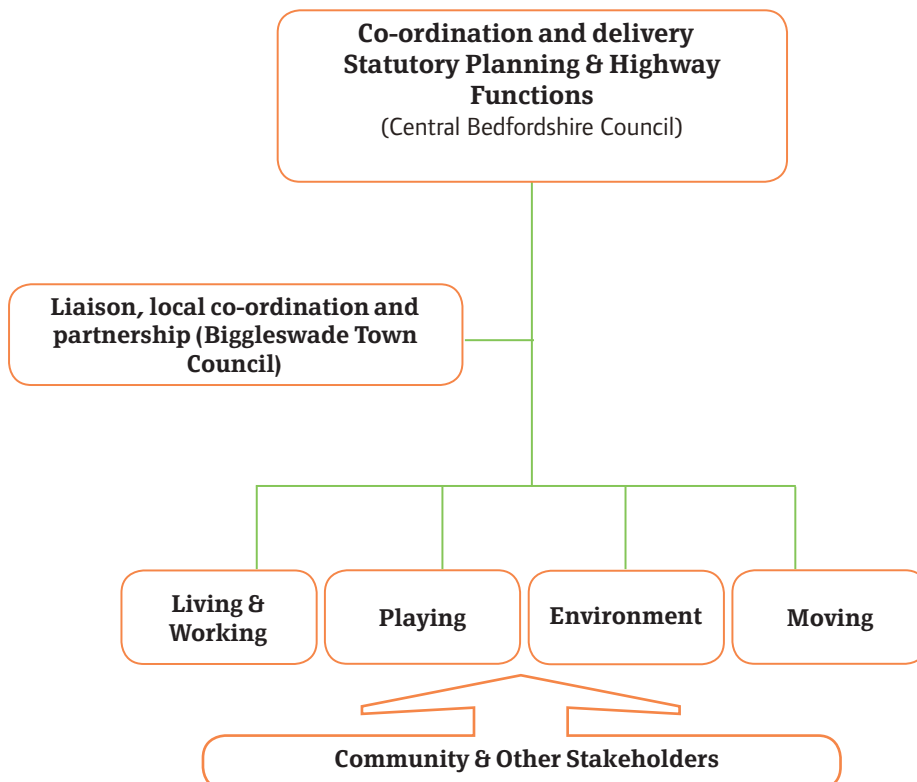 Co-ordination and delivery
Statutory Planning & Highway
Functions
(Central Bedfordshire Council)
Liaison, local co-ordination and
partnership (Biggleswade Town
Council)
Living &
Working
Playing
Environment
Moving
Community & Other Stakeholders